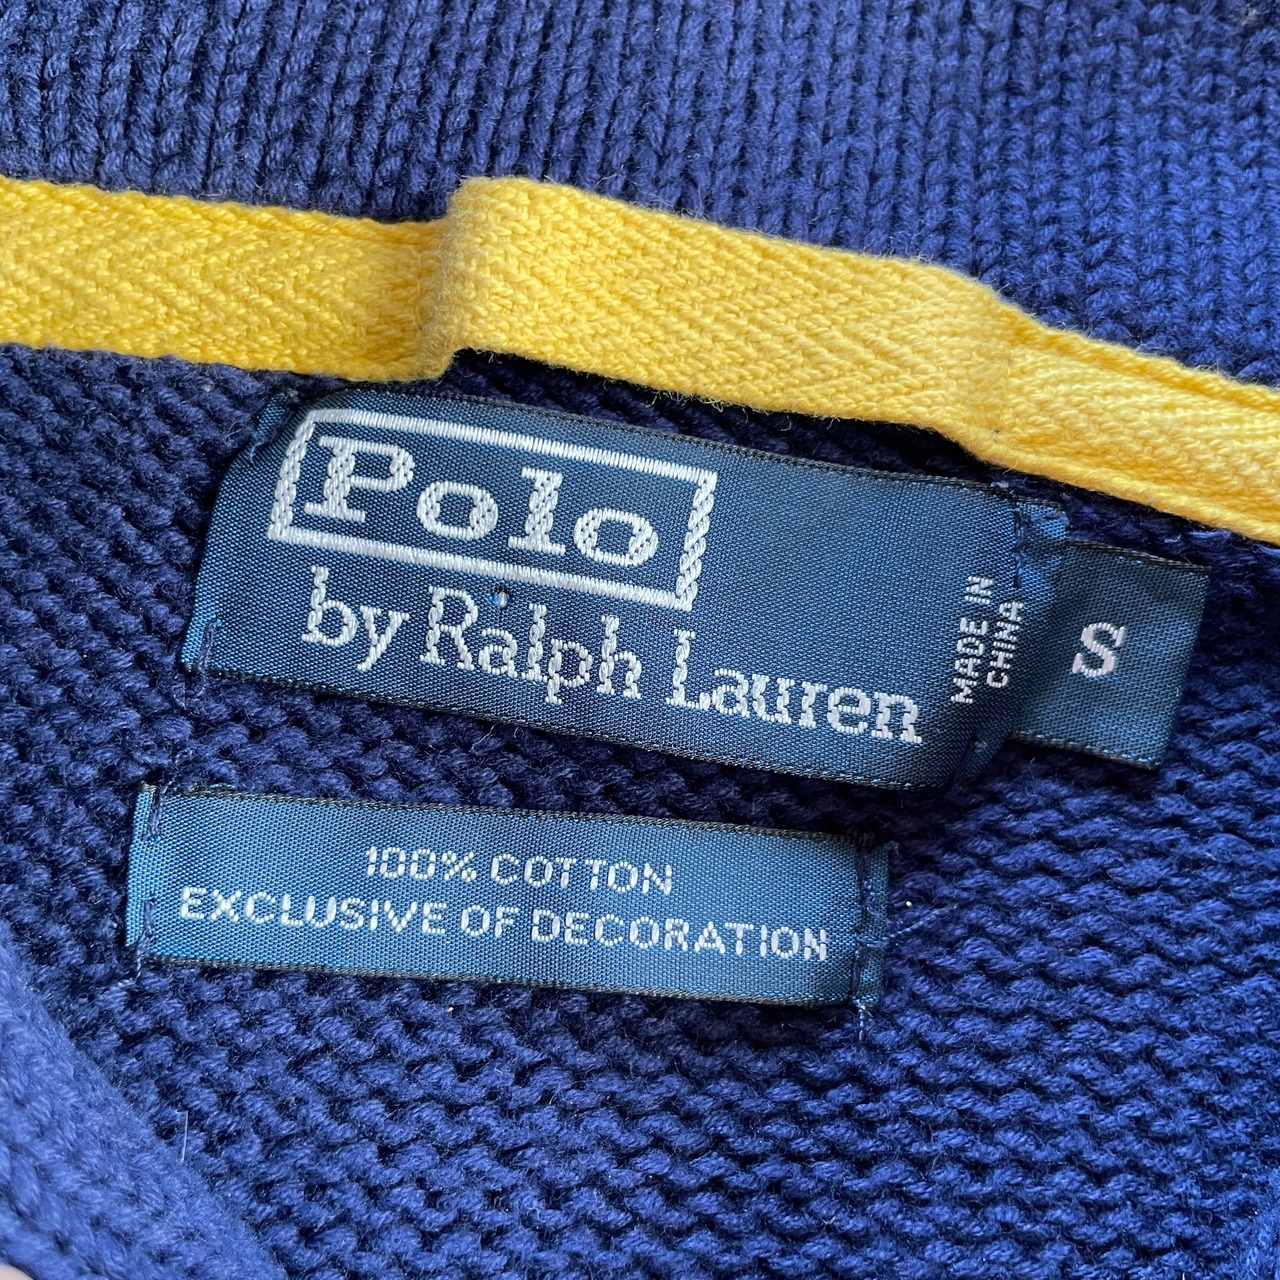 Polo
by Ralph Lauren
MADE IN
CHINA
S
100% COTTON
EXCLUSIVE OF DECORATION